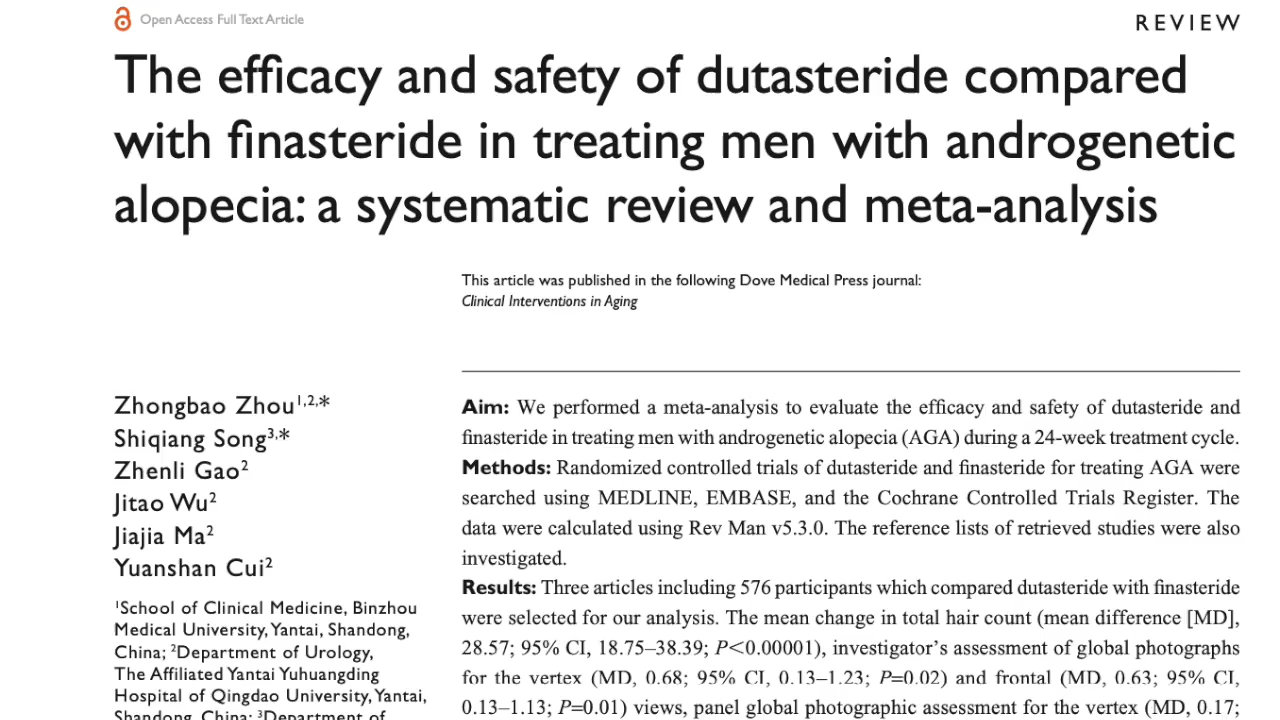 Open Access Full Text Article
REVIEW
The efficacy and safety of dutasteride compared
with finasteride in treating men with androgenetic
alopecia: a systematic review and meta-analysis
This article was published in the following Dove Medical Press journal:
Clinical Interventions in Aging
Zhongbao Zhou1,2,*
Shiqiang Song3,*
Zhenli Gao2
Jitao Wu2
Jiajia Ma2
Yuanshan Cui2
1School of Clinical Medicine, Binzhou
Medical University, Yantai, Shandong,
China; 2Department of Urology,
The Affiliated Yantai Yuhuangding
Hospital of Qingdao University, Yantai,
Shandong, China; 3Department of
Aim: We performed a meta-analysis to evaluate the efficacy and safety of dutasteride and
finasteride in treating men with androgenetic alopecia (AGA) during a 24-week treatment cycle.
Methods: Randomized controlled trials of dutasteride and finasteride for treating AGA were
searched using MEDLINE, EMBASE, and the Cochrane Controlled Trials Register. The
data were calculated using Rev Man v5.3.0. The reference lists of retrieved studies were also
investigated.
Results: Three articles including 576 participants which compared dutasteride with finasteride
were selected for our analysis. The mean change in total hair count (mean difference [MD],
28.57; 95% CI, 18.75–38.39; P<0.00001), investigator’s assessment of global photographs
for the vertex (MD, 0.68; 95% CI, 0.13–1.23; P=0.02) and frontal (MD, 0.63; 95% CI,
0.13–1.13; P=0.01) views, panel global photographic assessment for the vertex (MD, 0.17;